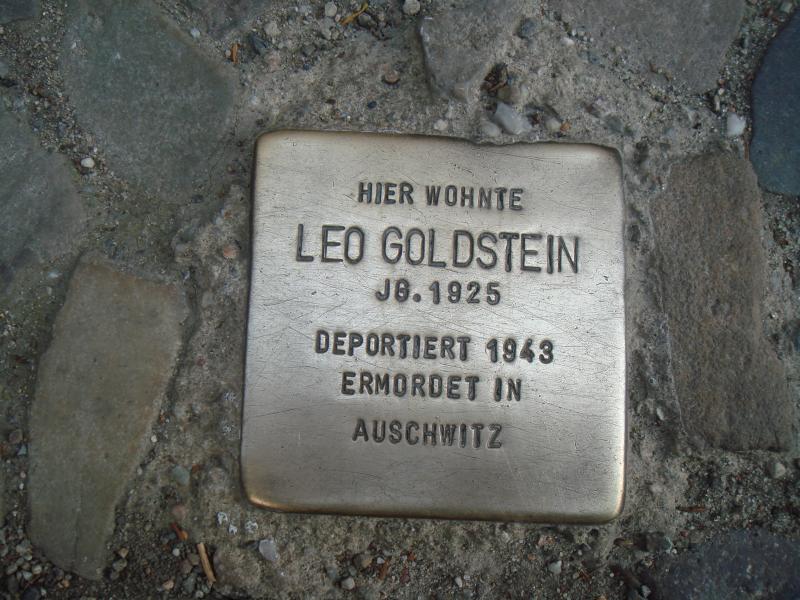 HIER WOHNTE
LEO GOLDSTEIN
JG. 1925
DEPORTIERT 1943
ERMORDET IN
AUSCHWITZ